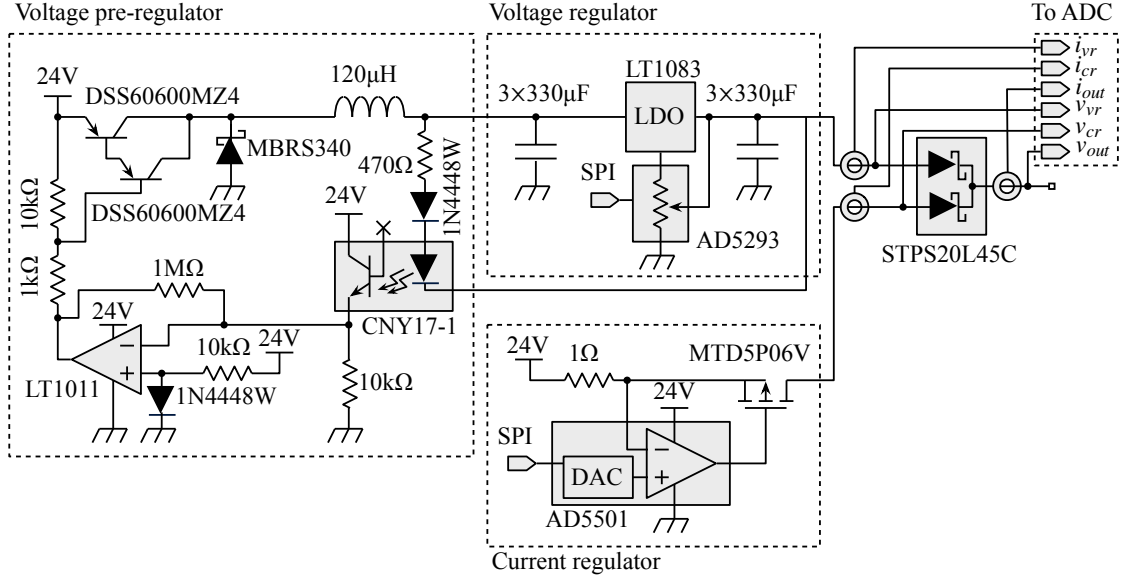 Voltage pre-regulator
Voltage regulator
To ADC
24V
DSS60600MZ4
120μH
3×330μF
LT1083
LDO
3×330μF
i_vr
i_cr
i_out
v_vr
v_cr
v_out
MBRS340
470Ω
1N4448W
10kΩ
DSS60600MZ4
24V
SPI
AD5293
STPS20L45C
1kΩ
1MΩ
CNY17-1
24V
10kΩ
24V
LT1011
1N4448W
10kΩ
−
+
24V
1Ω
MTD5P06V
24V
SPI
DAC
−
+
AD5501
Current regulator